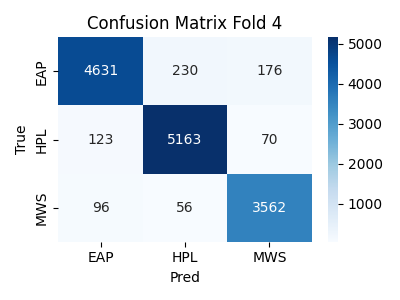 Confusion Matrix Fold 4
True
EAP 4631 230 176
HPL 123 5163 70
MWS 96 56 3562
EAP HPL MWS
Pred
5000
4000
3000
2000
1000